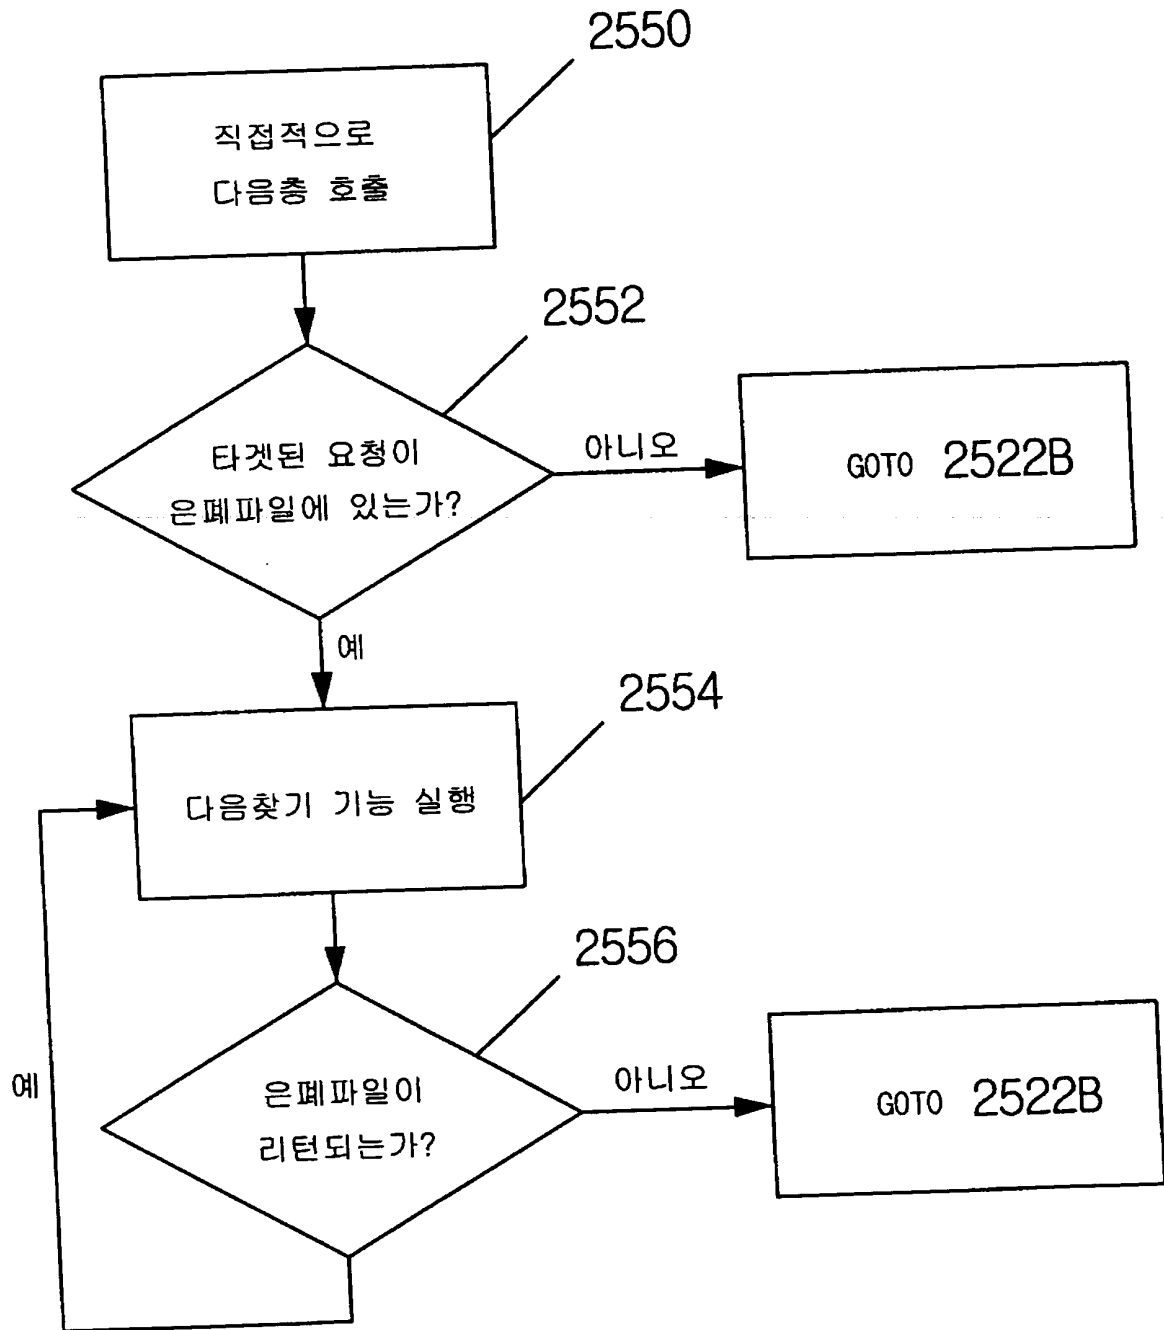 2550
직접적으로
다음층 호출
2552
타겟된 요청이
은폐파일에 있는가?
아니오
GOTO 2522B
예
2554
다음찾기 기능 실행
2556
은폐파일이
리턴되는가?
아니오
GOTO 2522B
예